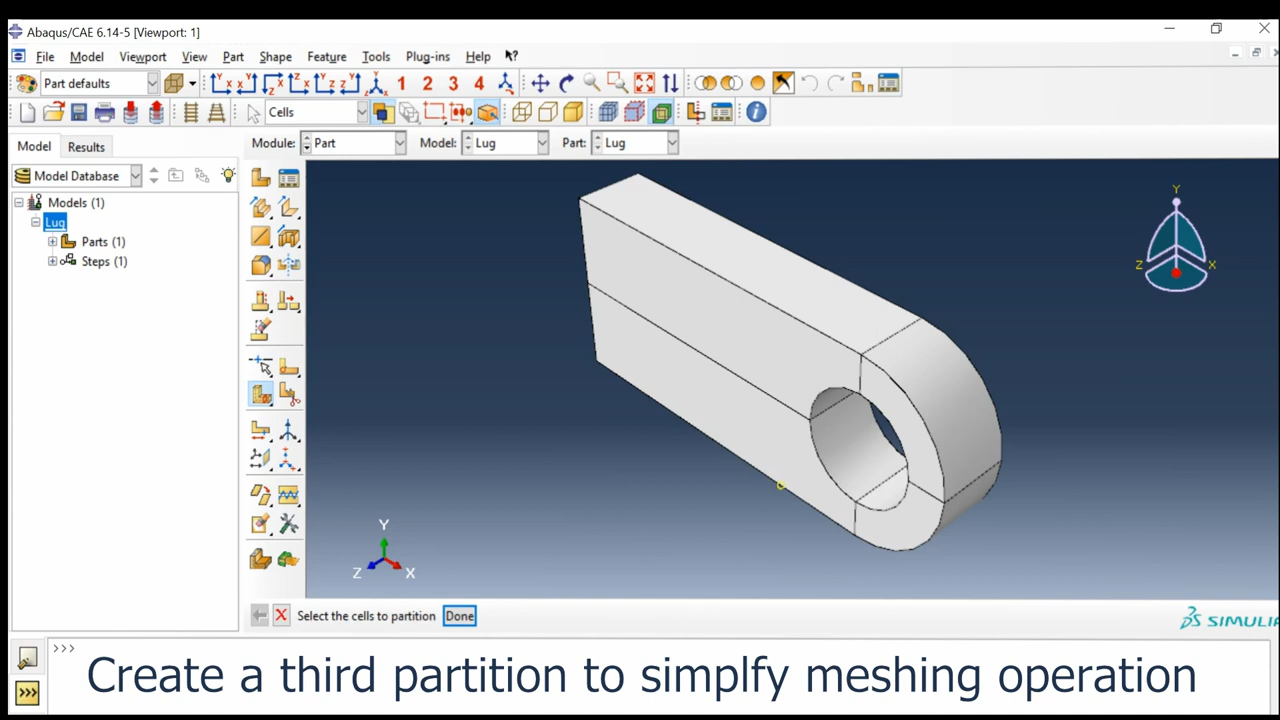 Abaqus/CAE 6.14-5 [Viewport: 1]
File Model Viewport View Part Shape Feature Tools Plug-ins Help
Part defaults 1 2 3 4
Cells
Model Results Module: Part Model: Lug Part: Lug
Model Database
Models (1)
Lug
Parts (1)
Steps (1)
Y
Z X
Y
Z X
Select the cells to partition Done
SIMULIA
>>>
Create a third partition to simplfy meshing operation
>>>